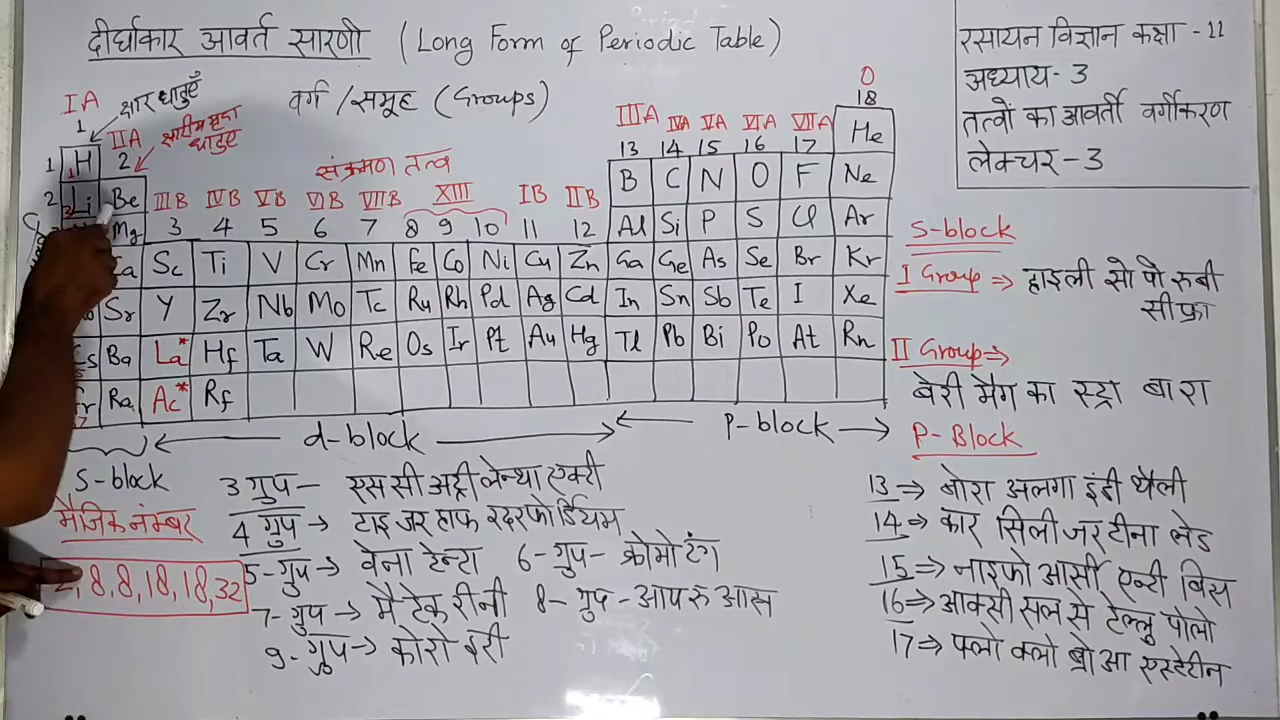 दीर्घाकार आवर्त सारणी (Long Form of Periodic Table)
रसायन विज्ञान कक्षा - 11
अध्याय- 3
तत्वों का आवर्ती वर्गीकरण
लेक्चर - 3
IA
क्षार धातुएँ
वर्ग / समूह (Groups)
0
18
1
IIA
क्षारीय मृदा धातुएँ
IIIA IVA VA VIA VIIA
13 14 15 16 17 He
1 H 2
संक्रमण तत्व
B C N O F Ne
2 Li Be
IIIB IVB VB VIB VIIB XIII IB IIB
Mg 3 4 5 6 7 8 9 10 11 12 Al Si P S Cl Ar
Ca Sc Ti V Cr Mn Fe Co Ni Cu Zn Ga Ge As Se Br Kr
Sr Y Zr Nb Mo Tc Ru Rh Pd Ag Cd In Sn Sb Te I Xe
Cs Ba La* Hf Ta W Re Os Ir Pt Au Hg Tl Pb Bi Po At Rn
Fr Ra Ac* Rf
S-block
d-block
P-block
S-block
I Group => हाइली सो पो रुबी
सीफ्रा
II Group =>
बेरी मैग का स्ट्रा बा रा
P-Block
13 => बोरा अलगा इंडी थैली
14 => कार सिली जर टीना लेड
15 => नाइफो आर्सी एन्टी बिस
16 => आक्सी सल से टेल्लु पोलो
17 => फ्लो क्लो ब्रो आ एस्टेटीन
मैजिक नंबर
2, 8, 8, 18, 18, 32
3 ग्रुप – एस सी अट्री लेन्था एक्टी
4 ग्रुप -> टाइ जर हाफ रदरफोर्डियम
5- ग्रुप -> वेना टेन्टा 6- ग्रुप - क्रोमो टंग
7- ग्रुप -> मै टेक रीनी 8- ग्रुप - आप रु आस
9- ग्रुप -> कोरो इरी